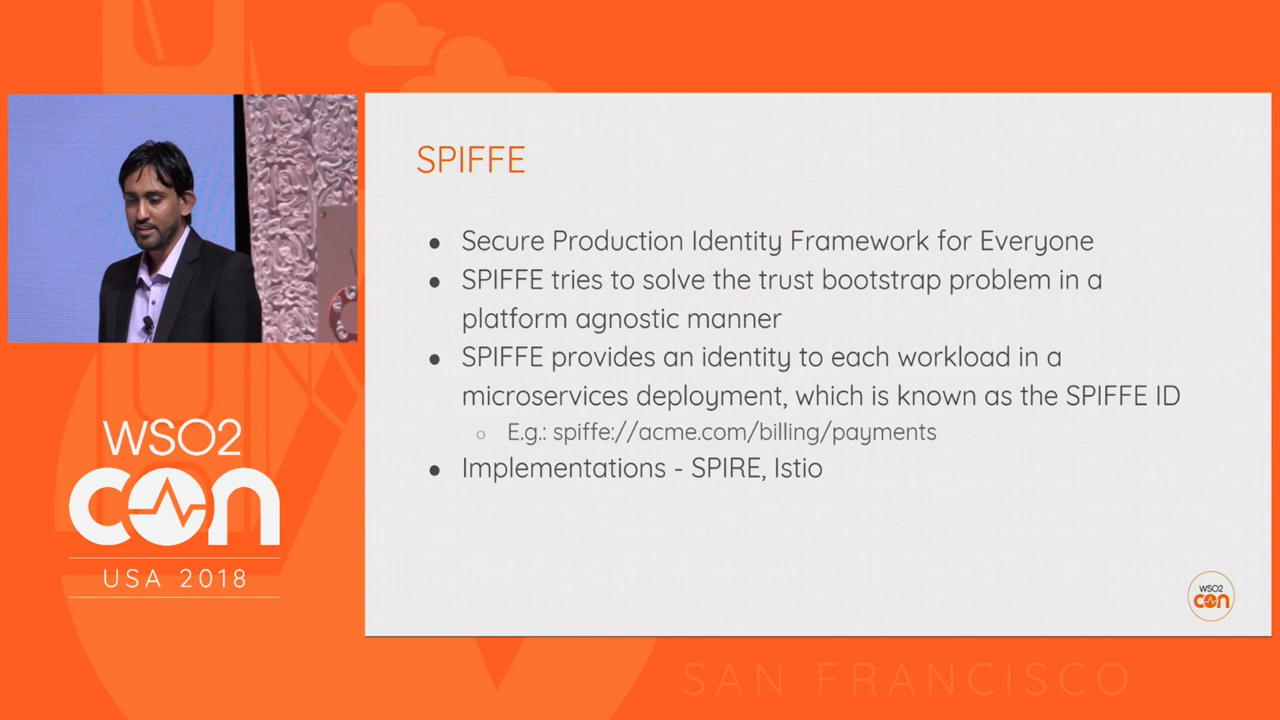 SPIFFE
● Secure Production Identity Framework for Everyone
● SPIFFE tries to solve the trust bootstrap problem in a
platform agnostic manner
● SPIFFE provides an identity to each workload in a
microservices deployment, which is known as the SPIFFE ID
○ E.g.: spiffe://acme.com/billing/payments
● Implementations - SPIRE, Istio
WSO2
con
USA 2018
WSO2
con
SAN FRANCISCO